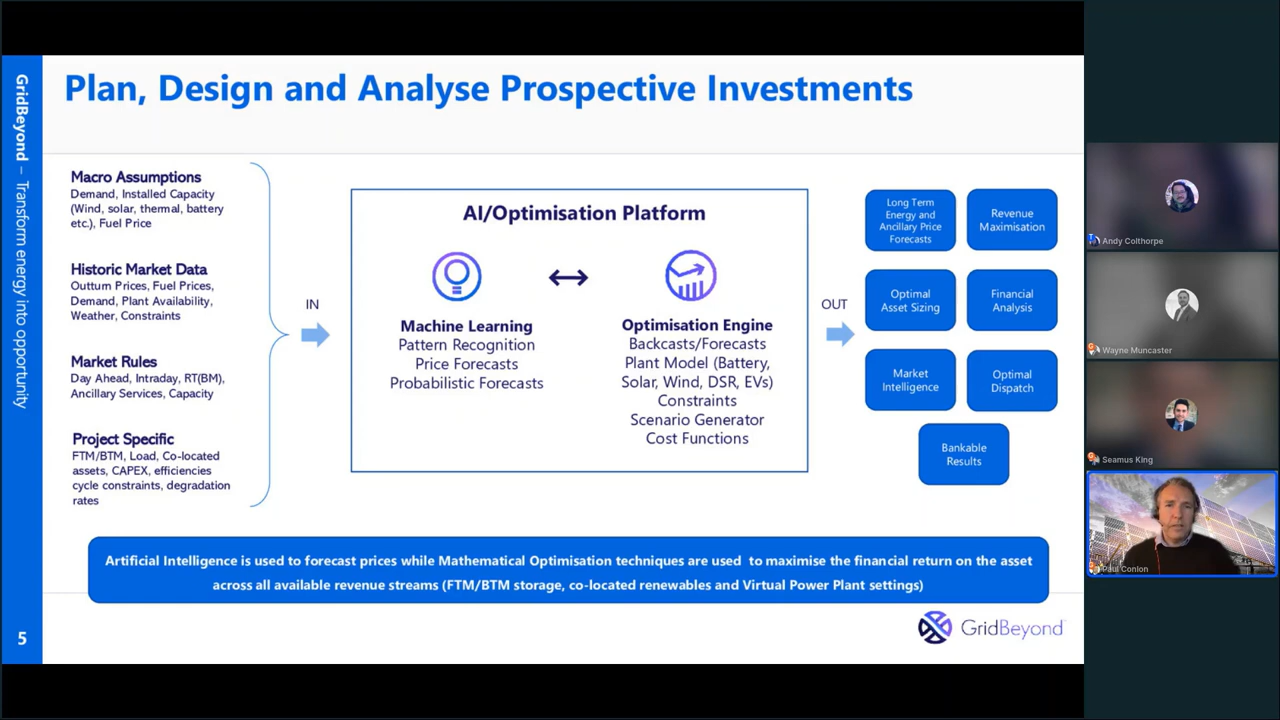 GridBeyond – Transform energy into opportunity
5
Plan, Design and Analyse Prospective Investments
Macro Assumptions
Demand, Installed Capacity
(Wind, solar, thermal, battery
etc.), Fuel Price
Historic Market Data
Outturn Prices, Fuel Prices,
Demand, Plant Availability,
Weather, Constraints
Market Rules
Day Ahead, Intraday, RT(BM),
Ancillary Services, Capacity
Project Specific
FTM/BTM, Load, Co-located
assets, CAPEX, efficiencies
cycle constraints, degradation
rates
IN
AI/Optimisation Platform
Machine Learning
Pattern Recognition
Price Forecasts
Probabilistic Forecasts
Optimisation Engine
Backcasts/Forecasts
Plant Model (Battery,
Solar, Wind, DSR, EVs)
Constraints
Scenario Generator
Cost Functions
OUT
Long Term
Energy and
Ancillary Price
Forecasts
Revenue
Maximisation
Optimal
Asset Sizing
Financial
Analysis
Market
Intelligence
Optimal
Dispatch
Bankable
Results
Artificial Intelligence is used to forecast prices while Mathematical Optimisation techniques are used to maximise the financial return on the asset
across all available revenue streams (FTM/BTM storage, co-located renewables and Virtual Power Plant settings)
GridBeyond
Andy Colthorpe
Wayne Muncaster
Seamus King
Paul Conlon